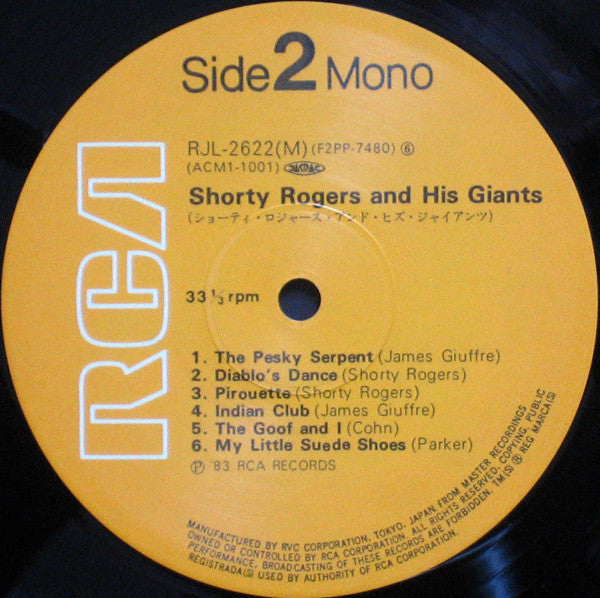 Side 2 Mono
RJL-2622(M) (F2PP-7480) ⑥
(ACM1-1001)
Shorty Rogers and His Giants
(ショーティ・ロジャース・アンド・ヒズ・ジャイアンツ)
RCA
33 1/3 rpm
1. The Pesky Serpent (James Giuffre)
2. Diablo's Dance (Shorty Rogers)
3. Pirouette (Shorty Rogers)
4. Indian Club (James Giuffre)
5. The Goof and I (Cohn)
6. My Little Suede Shoes (Parker)
Ⓟ '83 RCA RECORDS
MANUFACTURED BY RVC CORPORATION, TOKYO, JAPAN. FROM MASTER RECORDINGS
OWNED OR CONTROLLED BY RCA CORPORATION. ALL RIGHTS RESERVED. COPYING, PUBLIC
PERFORMANCE, BROADCASTING OF THESE RECORDS ARE FORBIDDEN. TM(S) ® REG MARCA(S)
REGISTRADA(S) USED BY AUTHORITY OF RCA CORPORATION.